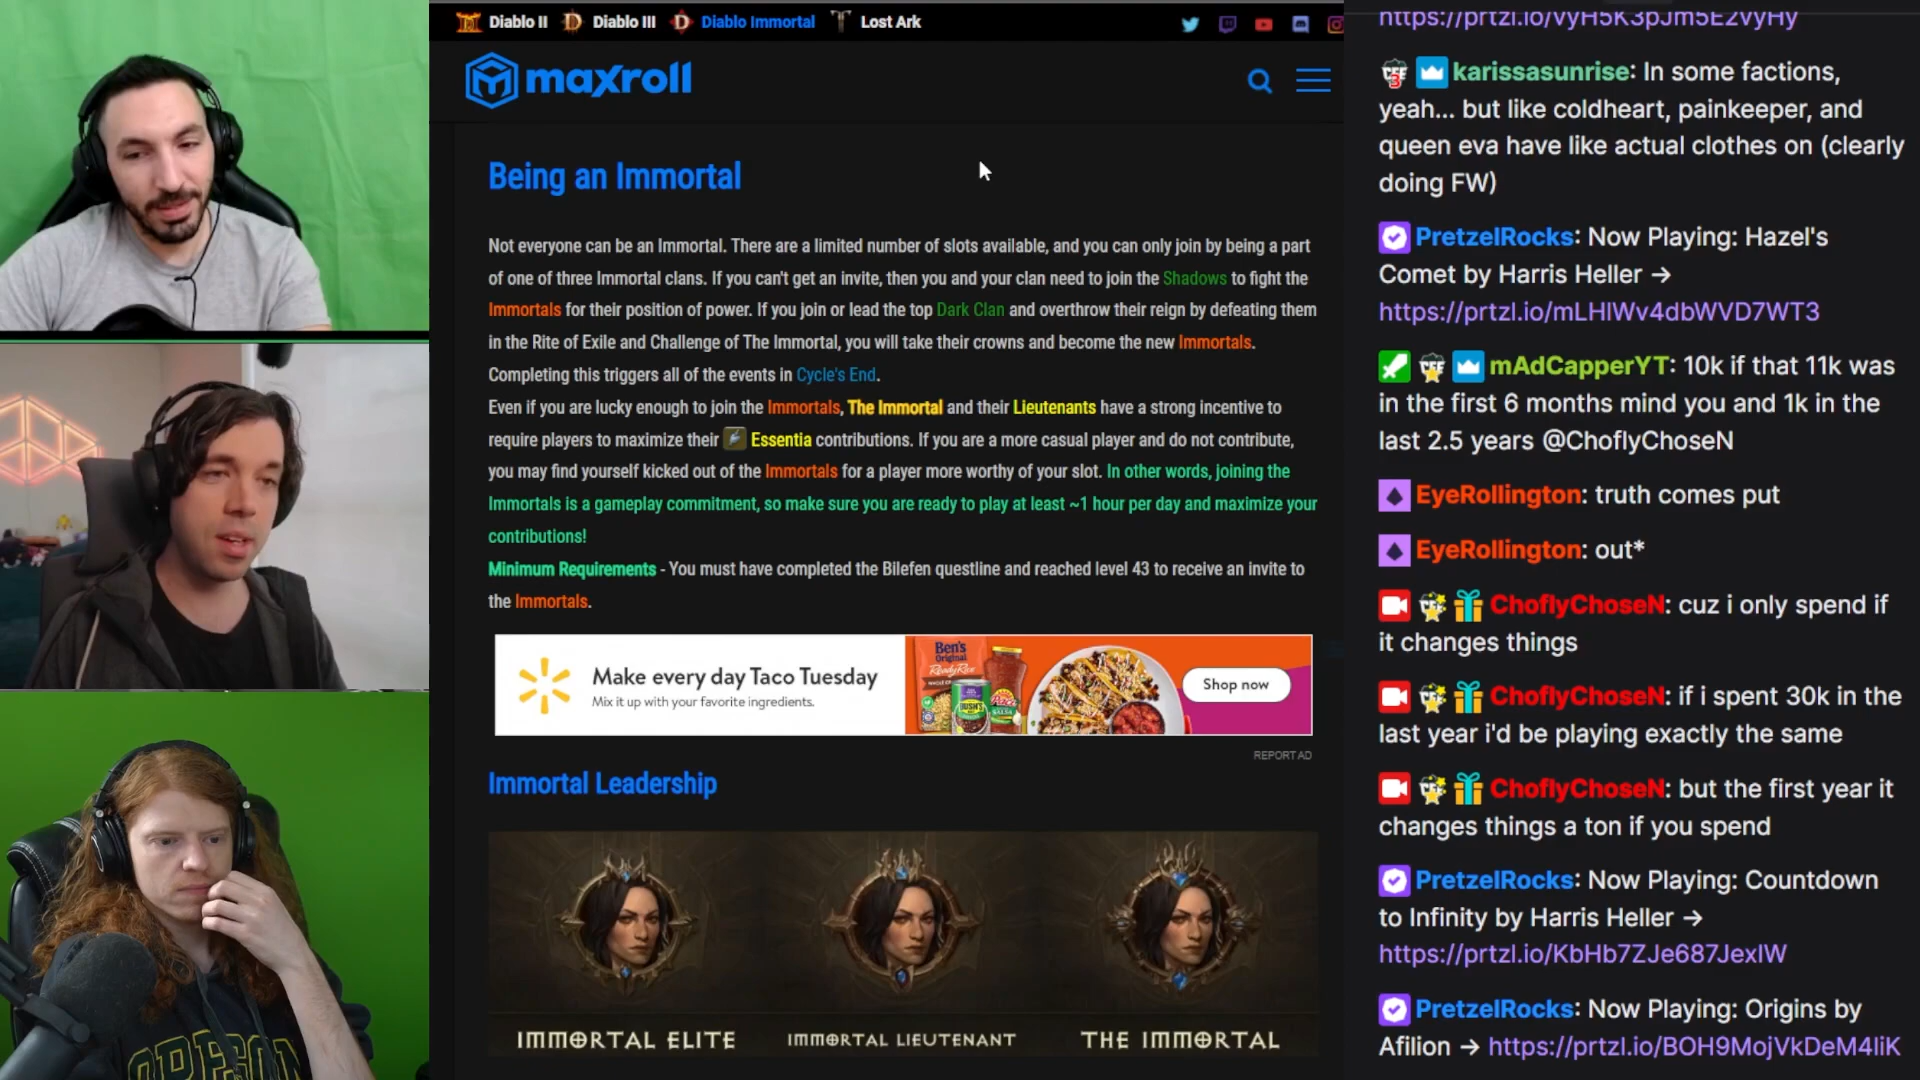 Diablo II
Diablo III
Diablo Immortal
Lost Ark
maxroll
Being an Immortal
Not everyone can be an Immortal. There are a limited number of slots available, and you can only join by being a part
of one of three Immortal clans. If you can't get an invite, then you and your clan need to join the Shadows to fight the
Immortals for their position of power. If you join or lead the top Dark Clan and overthrow their reign by defeating them
in the Rite of Exile and Challenge of The Immortal, you will take their crowns and become the new Immortals.
Completing this triggers all of the events in Cycle's End.
Even if you are lucky enough to join the Immortals, The Immortal and their Lieutenants have a strong incentive to
require players to maximize their Essentia contributions. If you are a more casual player and do not contribute,
you may find yourself kicked out of the Immortals for a player more worthy of your slot. In other words, joining the
Immortals is a gameplay commitment, so make sure you are ready to play at least ~1 hour per day and maximize your
contributions!
Minimum Requirements - You must have completed the Bilefen questline and reached level 43 to receive an invite to
the Immortals.
Make every day Taco Tuesday
Mix it up with your favorite ingredients.
Ben's
Original
Ready Rice
Shop now
REPORT AD
Immortal Leadership
IMMORTAL ELITE
IMMORTAL LIEUTENANT
THE IMMORTAL
https://prtzl.io/vyH5K3pJm5E2VyHy
karissasunrise: In some factions,
yeah... but like coldheart, painkeeper, and
queen eva have like actual clothes on (clearly
doing FW)
PretzelRocks: Now Playing: Hazel's
Comet by Harris Heller →
https://prtzl.io/mLHlWv4dbWVD7WT3
mAdCapperYT: 10k if that 11k was
in the first 6 months mind you and 1k in the
last 2.5 years @ChoflyChoseN
EyeRollington: truth comes put
EyeRollington: out*
ChoflyChoseN: cuz i only spend if
it changes things
ChoflyChoseN: if i spent 30k in the
last year i'd be playing exactly the same
ChoflyChoseN: but the first year it
changes things a ton if you spend
PretzelRocks: Now Playing: Countdown
to Infinity by Harris Heller →
https://prtzl.io/KbHb7ZJe687JexIW
PretzelRocks: Now Playing: Origins by
Afilion → https://prtzl.io/BOH9MojVkDeM4liK